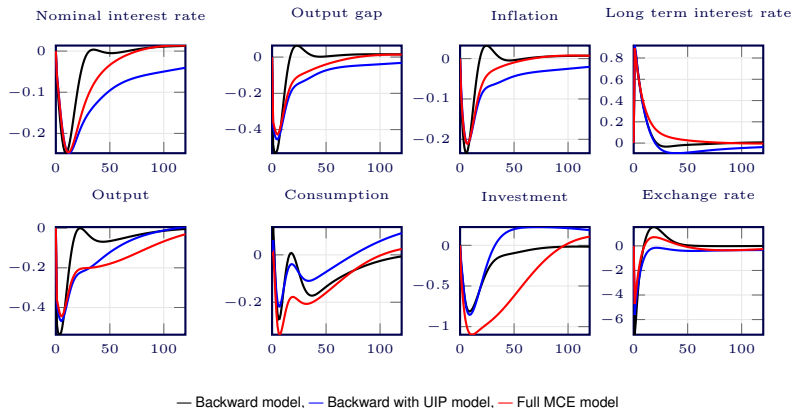 Nominal interest rate
Output gap
Inflation
Long term interest rate
0
−0.1
−0.2
0 50 100
0
−0.2
−0.4
0 50 100
0
−0.1
−0.2
0 50 100
0.8
0.6
0.4
0.2
0
0 50 100
Output
Consumption
Investment
Exchange rate
0
−0.2
−0.4
0 50 100
0
−0.2
0 50 100
0
−0.5
−1
0 50 100
0
−2
−4
−6
0 50 100
Backward model, Backward with UIP model, Full MCE model